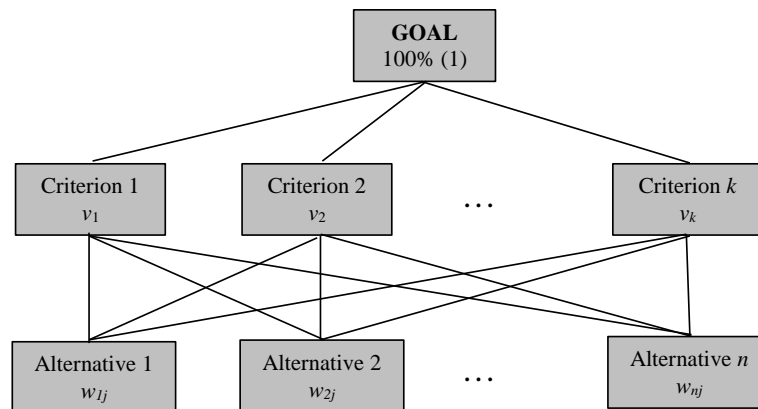 GOAL
100% (1)
Criterion 1
v1
Criterion 2
v2
…
Criterion k
vk
Alternative 1
w1j
Alternative 2
w2j
…
Alternative n
wnj